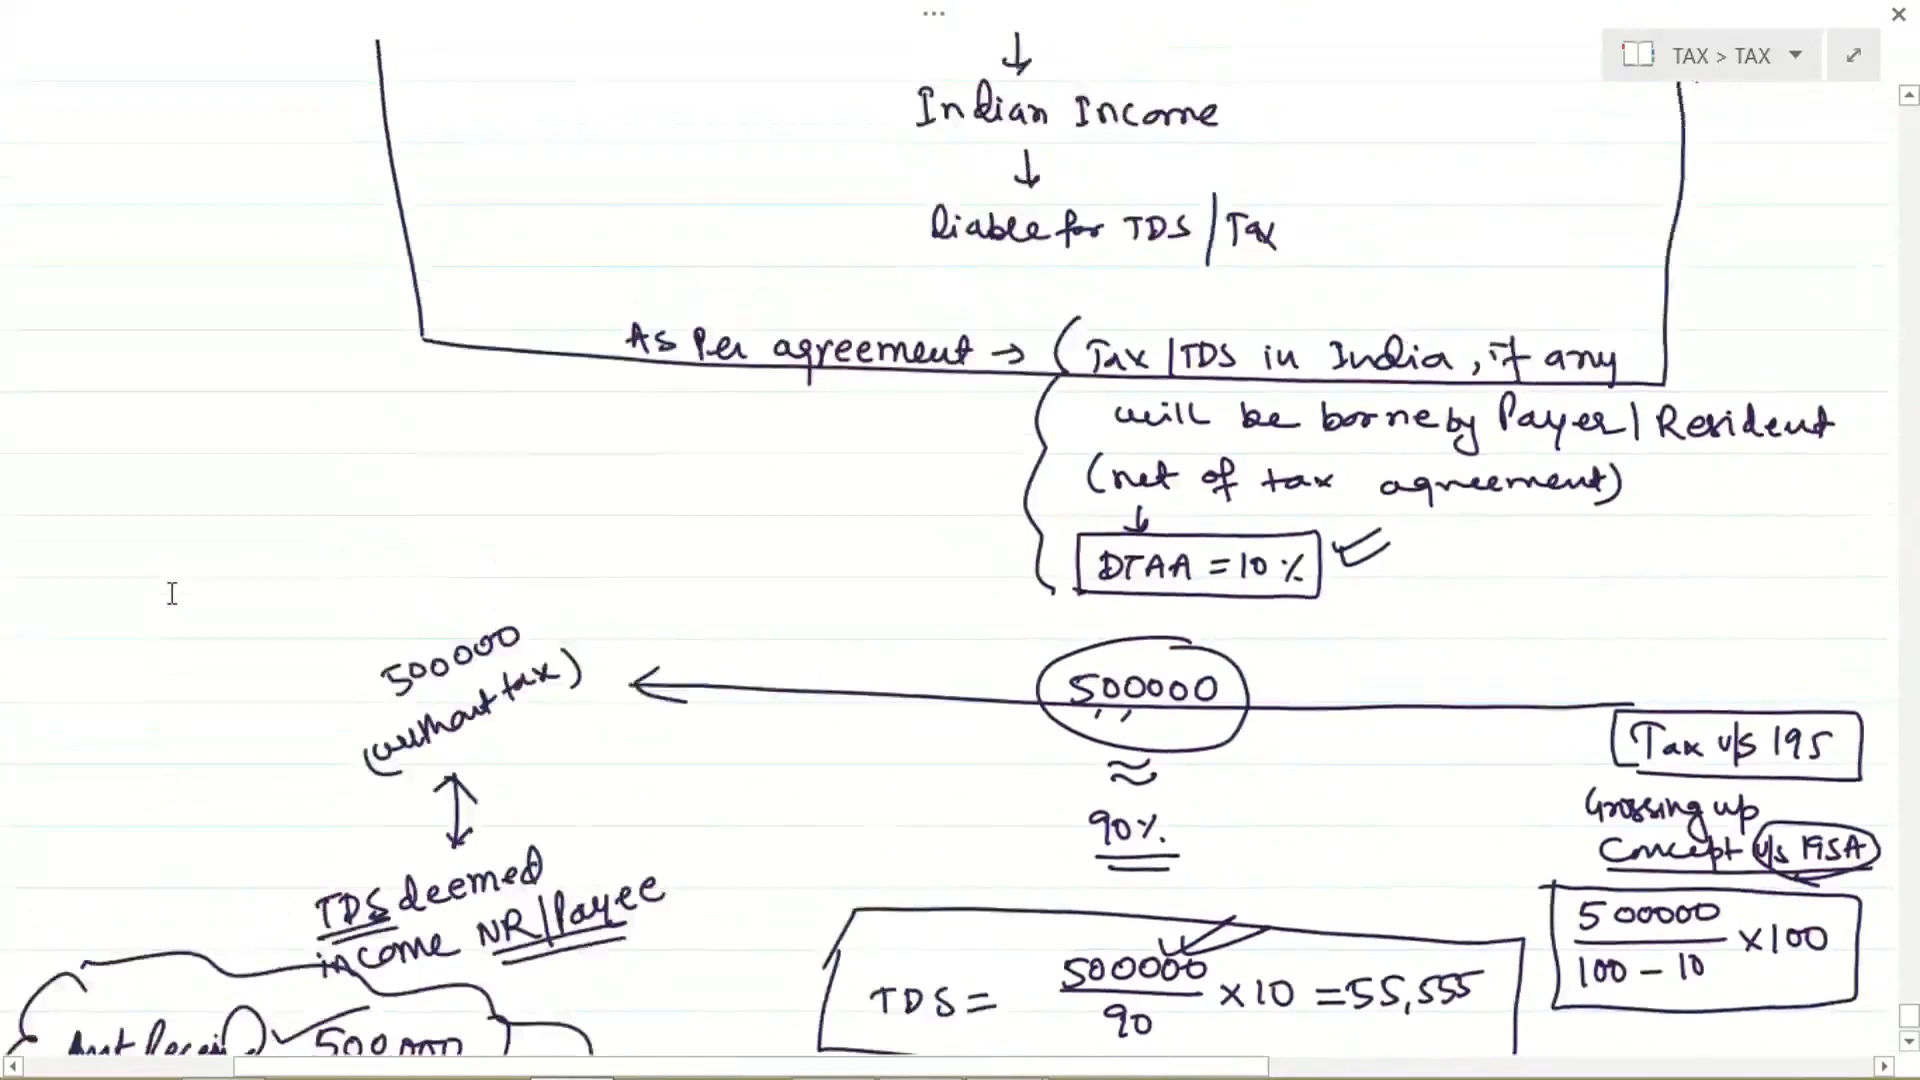 TAX > TAX
Indian Income
liable for TDS / Tax
As Per agreement → (Tax / TDS in India, if any
will be borne by Payer / Resident
(net of tax agreement)
DTAA = 10 %
500000
(without tax)
500000
90%.
Tax u/s 195
Grossing up
Concept u/s 195A
500000
100 - 10
×100
TDS deemed
income NR/Payee
TDS = 500000
90
×10 = 55,555
Amt
500000